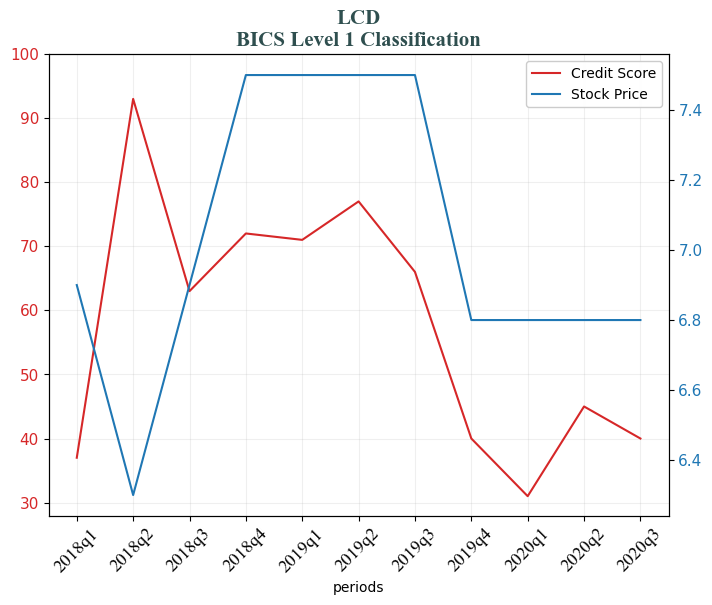 LCD
BICS Level 1 Classification
Credit Score
Stock Price
100
90
80
70
60
50
40
30
7.4
7.2
7.0
6.8
6.6
6.4
2018q1
2018q2
2018q3
2018q4
2019q1
2019q2
2019q3
2019q4
2020q1
2020q2
2020q3
periods